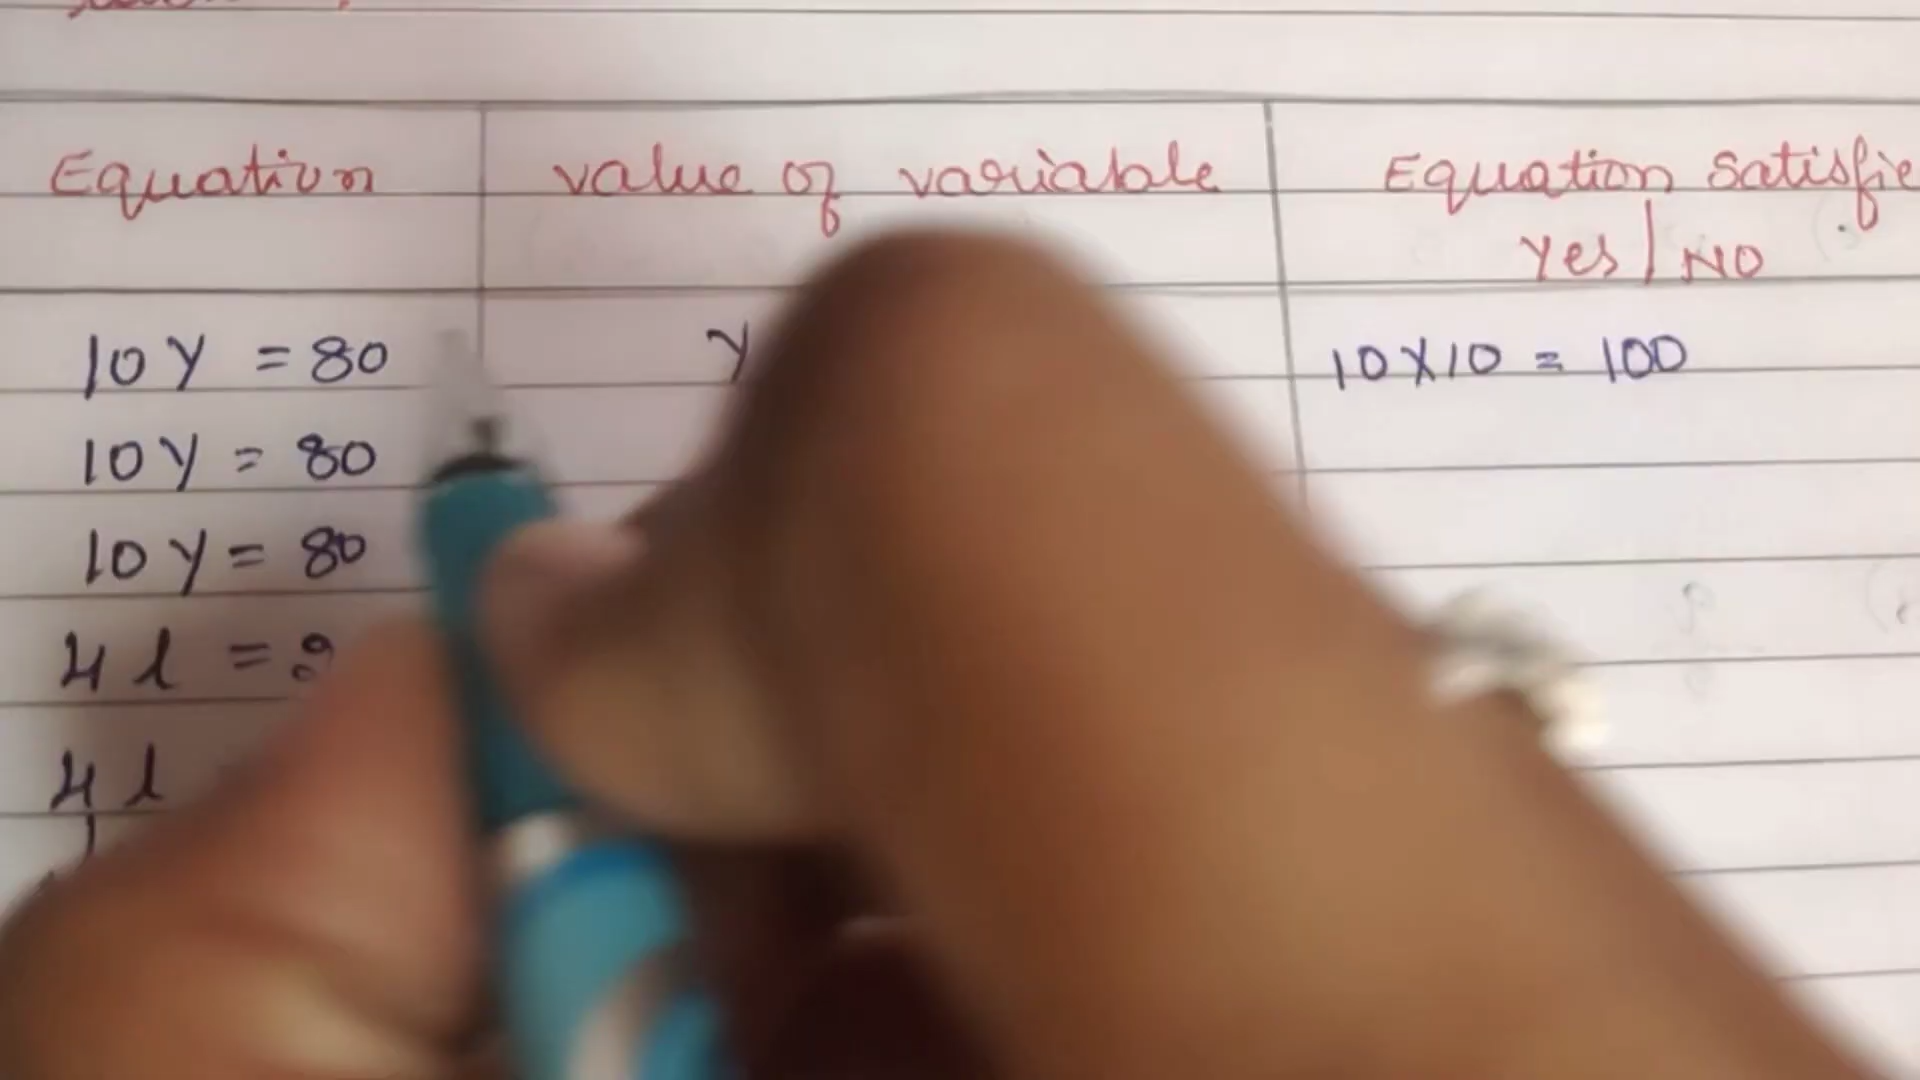 Equation value of variable Equation Satisfie
Yes | NO
10 Y = 80 Y 10 X 10 = 100
10 Y = 80
10 Y = 80
4 l =
4 l